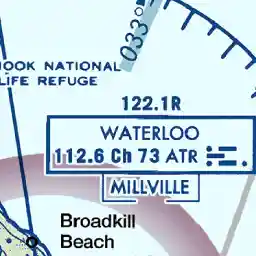 033°
OOK NATIONAL
LIFE REFUGE
122.1R
WATERLOO
112.6 Ch 73 ATR
MILLVILLE
Broadkill
Beach